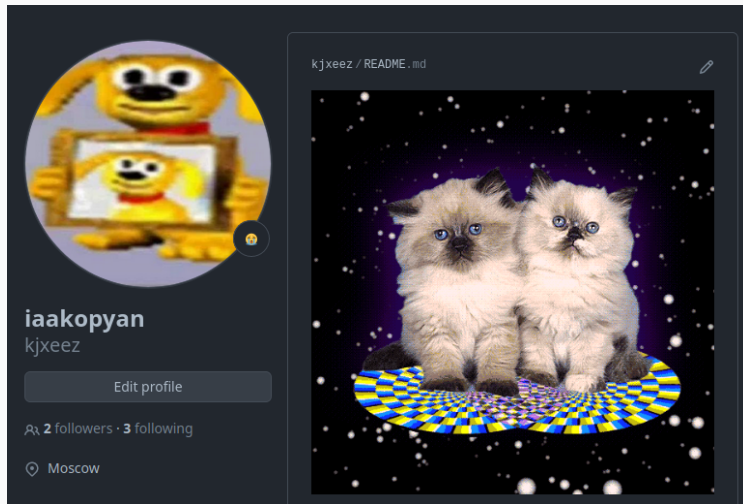 kjxeez/README.md
iaakopyan
kjxeez
Edit profile
2 followers · 3 following
Moscow